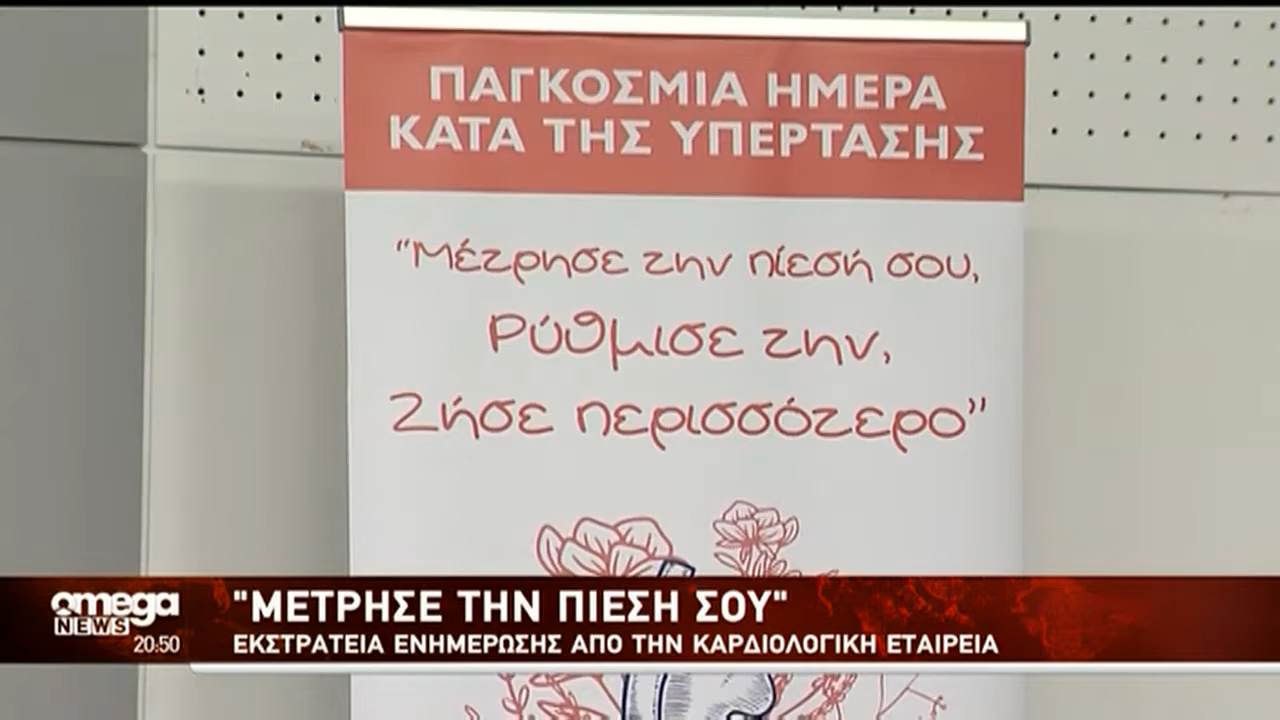 ΠΑΓΚΟΣΜΙΑ ΗΜΕΡΑ
ΚΑΤΑ ΤΗΣ ΥΠΕΡΤΑΣΗΣ
“Μέτρησε την πίεσή σου,
Ρύθμισε την,
Ζήσε περισσότερο”
omega
NEWS
20:50
"ΜΕΤΡΗΣΕ ΤΗΝ ΠΙΕΣΗ ΣΟΥ"
ΕΚΣΤΡΑΤΕΙΑ ΕΝΗΜΕΡΩΣΗΣ ΑΠΟ ΤΗΝ ΚΑΡΔΙΟΛΟΓΙΚΗ ΕΤΑΙΡΕΙΑ